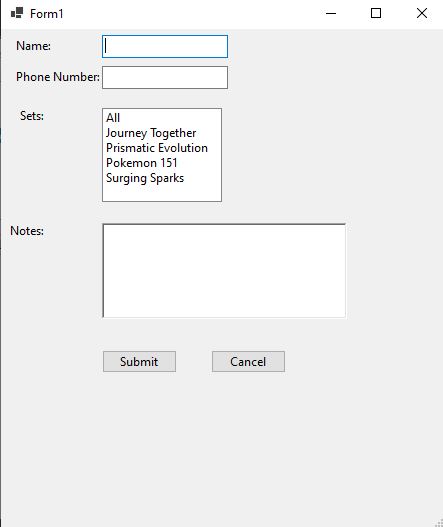 Form1
Name:
Phone Number:
Sets:
All
Journey Together
Prismatic Evolution
Pokemon 151
Surging Sparks
Notes:
Submit
Cancel